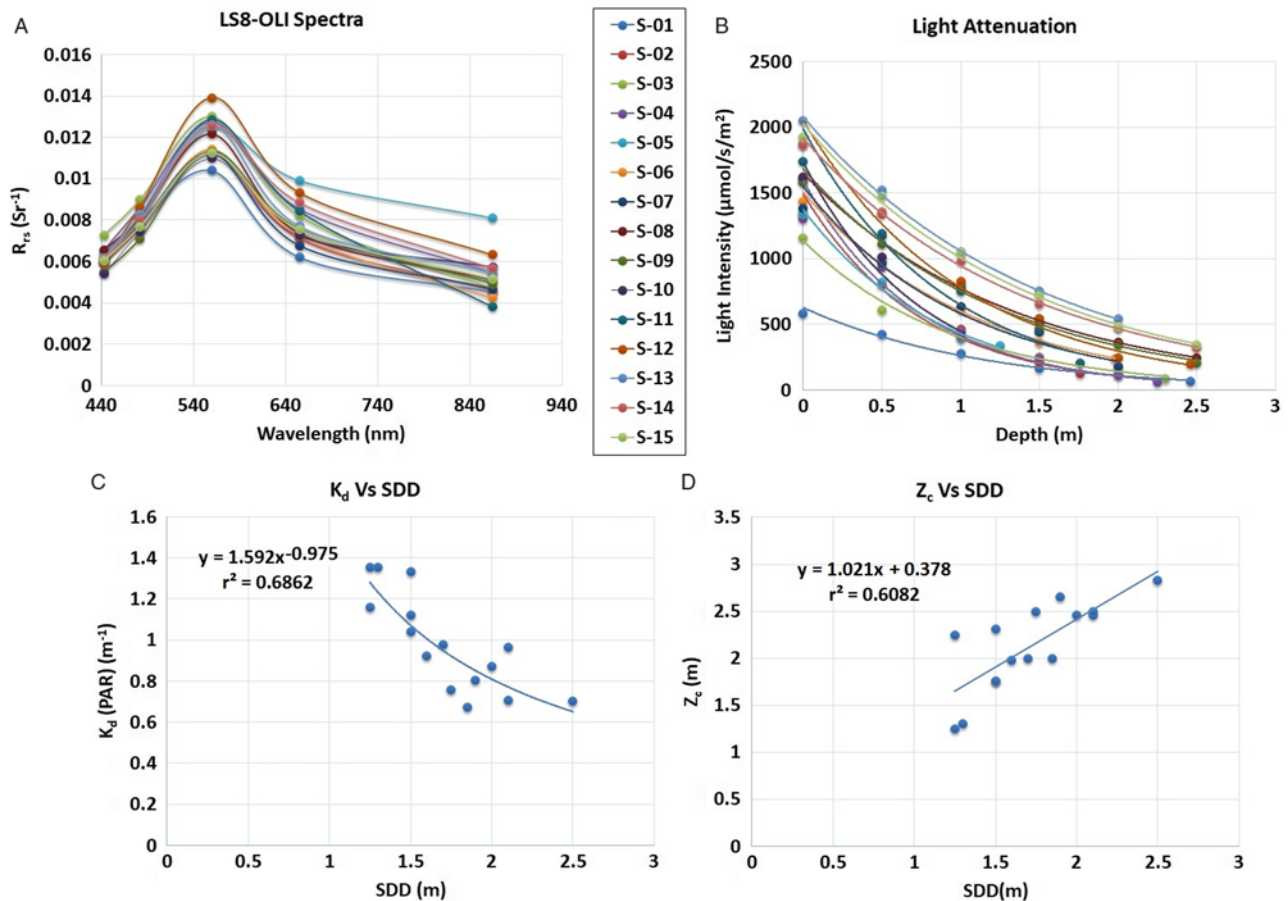 A
LS8-OLI Spectra
0.016
0.014
0.012
0.01
0.008
0.006
0.004
0.002
0
R_rs (Sr⁻¹)
440 540 640 740 840 940
Wavelength (nm)
S-01
S-02
S-03
S-04
S-05
S-06
S-07
S-08
S-09
S-10
S-11
S-12
S-13
S-14
S-15
B
Light Attenuation
2500
2000
1500
1000
500
0
Light Intensity (μmol/s/m²)
0 0.5 1 1.5 2 2.5 3
Depth (m)
C
K_d Vs SDD
1.6
1.4
1.2
1
0.8
0.6
0.4
0.2
0
K_d (PAR) (m⁻¹)
y = 1.592x⁻⁰·⁹⁷⁵
r² = 0.6862
0 0.5 1 1.5 2 2.5 3
SDD (m)
D
Z_c Vs SDD
3.5
3
2.5
2
1.5
1
0.5
0
Z_c (m)
y = 1.021x + 0.378
r² = 0.6082
0 0.5 1 1.5 2 2.5 3
SDD(m)